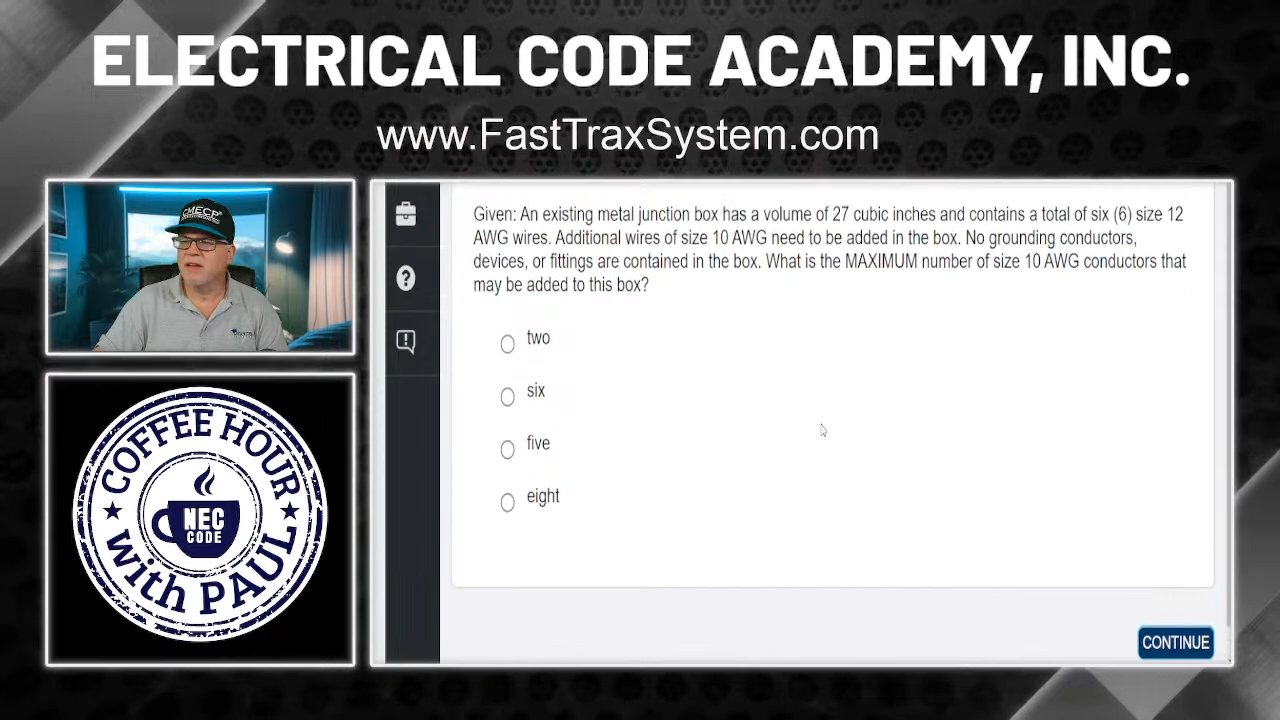 ELECTRICAL CODE ACADEMY, INC.
www.FastTraxSystem.com
CMECP®
Given: An existing metal junction box has a volume of 27 cubic inches and contains a total of six (6) size 12
AWG wires. Additional wires of size 10 AWG need to be added in the box. No grounding conductors,
devices, or fittings are contained in the box. What is the MAXIMUM number of size 10 AWG conductors that
may be added to this box?
two
six
five
eight
CONTINUE
COFFEE HOUR
NEC
CODE
with PAUL